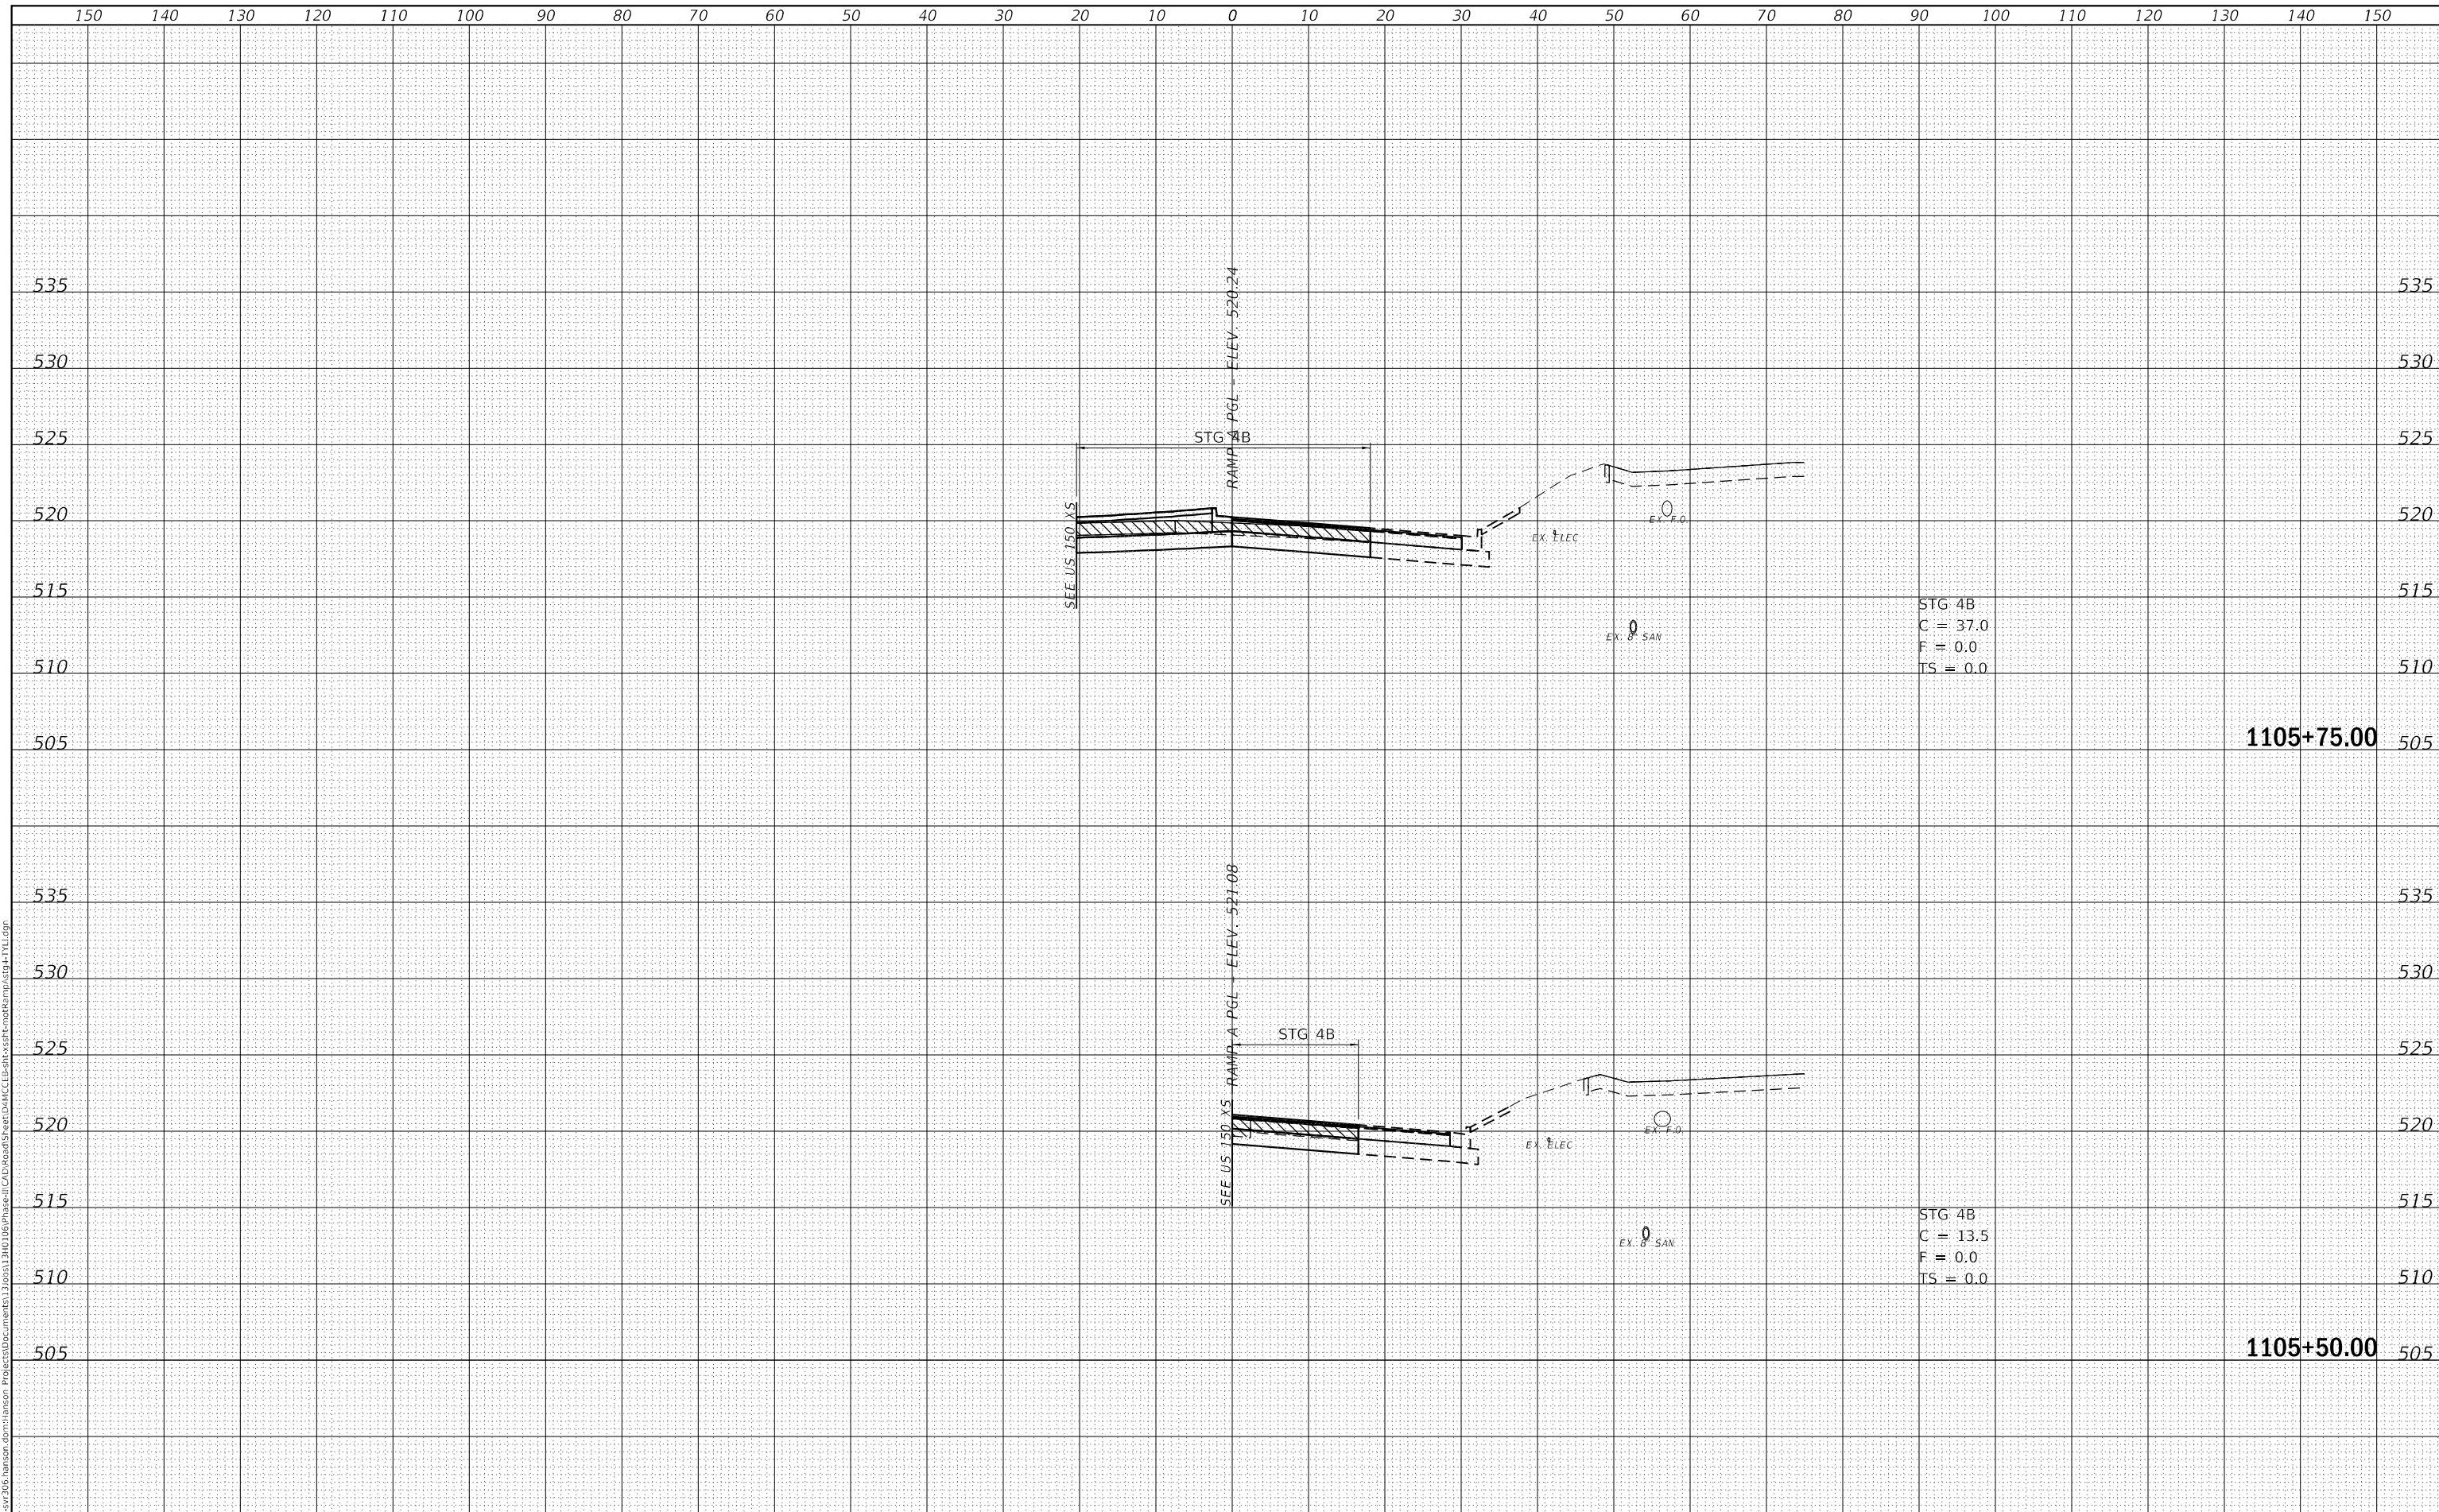 150 140 130 120 110 100 90 80 70 60 50 40 30 20 10 0 10 20 30 40 50 60 70 80 90 100 110 120 130 140 150
535 535
530 530
525 525
520 520
515 515
510 510
505 505
RAMP A PGL - ELEV. 520.24
STG 4B
SEE US 150 XS
EX. ELEC
EX. F.O.
EX. 8" SAN
STG 4B
C = 37.0
F = 0.0
TS = 0.0
1105+75.00
535 535
530 530
525 525
520 520
515 515
510 510
505 505
RAMP A PGL - ELEV. 521.08
STG 4B
SEE US 150 XS
EX. ELEC
EX. F.O.
EX. 8" SAN
STG 4B
C = 13.5
F = 0.0
TS = 0.0
1105+50.00